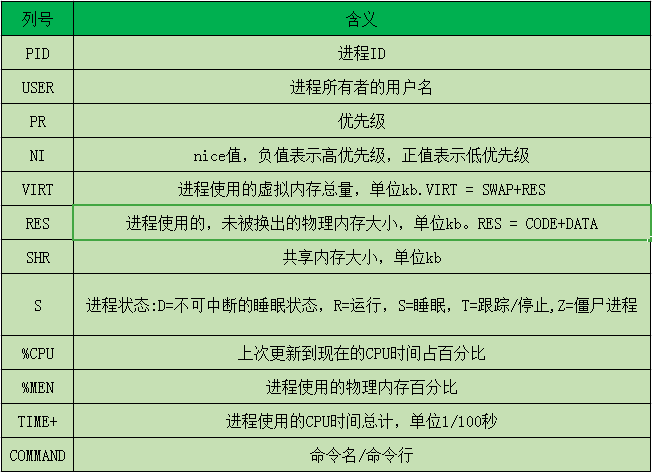 列号 含义
PID 进程ID
USER 进程所有者的用户名
PR 优先级
NI nice值，负值表示高优先级，正值表示低优先级
VIRT 进程使用的虚拟内存总量，单位kb.VIRT = SWAP+RES
RES 进程使用的，未被换出的物理内存大小，单位kb。RES = CODE+DATA
SHR 共享内存大小，单位kb
S 进程状态:D=不可中断的睡眠状态，R=运行，S=睡眠，T=跟踪/停止,Z=僵尸进程
%CPU 上次更新到现在的CPU时间占百分比
%MEN 进程使用的物理内存百分比
TIME+ 进程使用的CPU时间总计，单位1/100秒
COMMAND 命令名/命令行